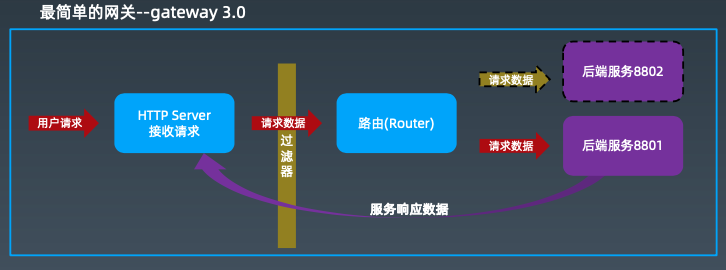 最简单的网关--gateway 3.0
用户请求
HTTP Server
接收请求
请求数据
过
滤
器
路由(Router)
请求数据
后端服务8802
请求数据
后端服务8801
服务响应数据